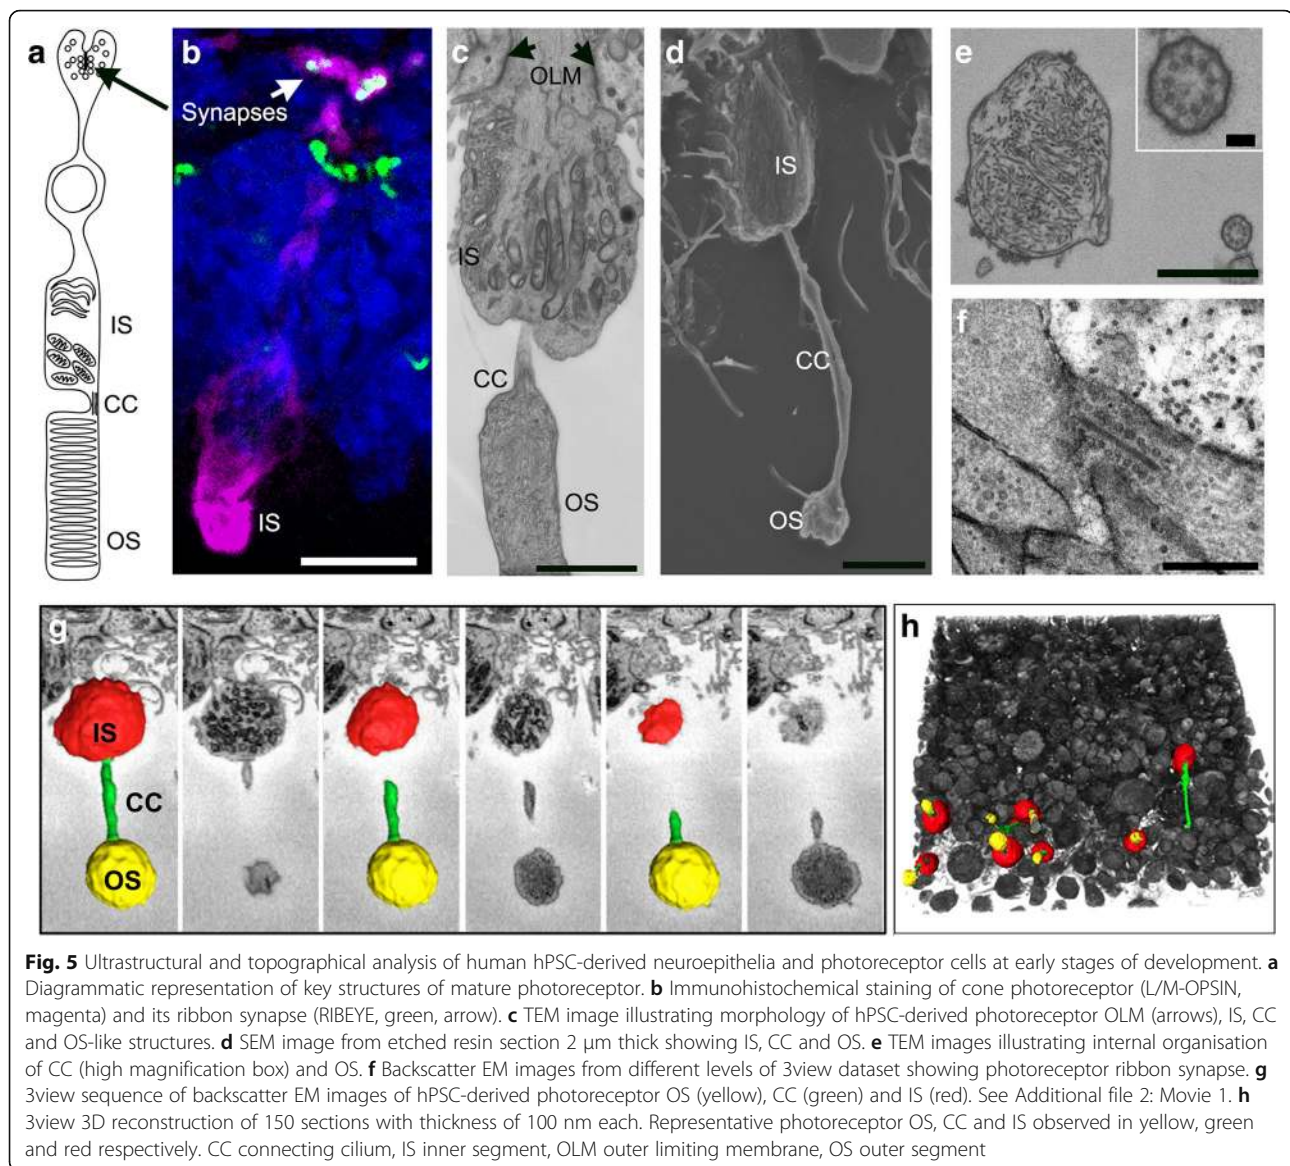 a
Synapses
IS
CC
OS
b
IS
c
OLM
IS
CC
OS
d
IS
CC
OS
e
f
g
IS
CC
OS
h
Fig. 5 Ultrastructural and topographical analysis of human hPSC-derived neuroepithelia and photoreceptor cells at early stages of development. a
Diagrammatic representation of key structures of mature photoreceptor. b Immunohistochemical staining of cone photoreceptor (L/M-OPSIN,
magenta) and its ribbon synapse (RIBEYE, green, arrow). c TEM image illustrating morphology of hPSC-derived photoreceptor OLM (arrows), IS, CC
and OS-like structures. d SEM image from etched resin section 2 μm thick showing IS, CC and OS. e TEM images illustrating internal organisation
of CC (high magnification box) and OS. f Backscatter EM images from different levels of 3view dataset showing photoreceptor ribbon synapse. g
3view sequence of backscatter EM images of hPSC-derived photoreceptor OS (yellow), CC (green) and IS (red). See Additional file 2: Movie 1. h
3view 3D reconstruction of 150 sections with thickness of 100 nm each. Representative photoreceptor OS, CC and IS observed in yellow, green
and red respectively. CC connecting cilium, IS inner segment, OLM outer limiting membrane, OS outer segment